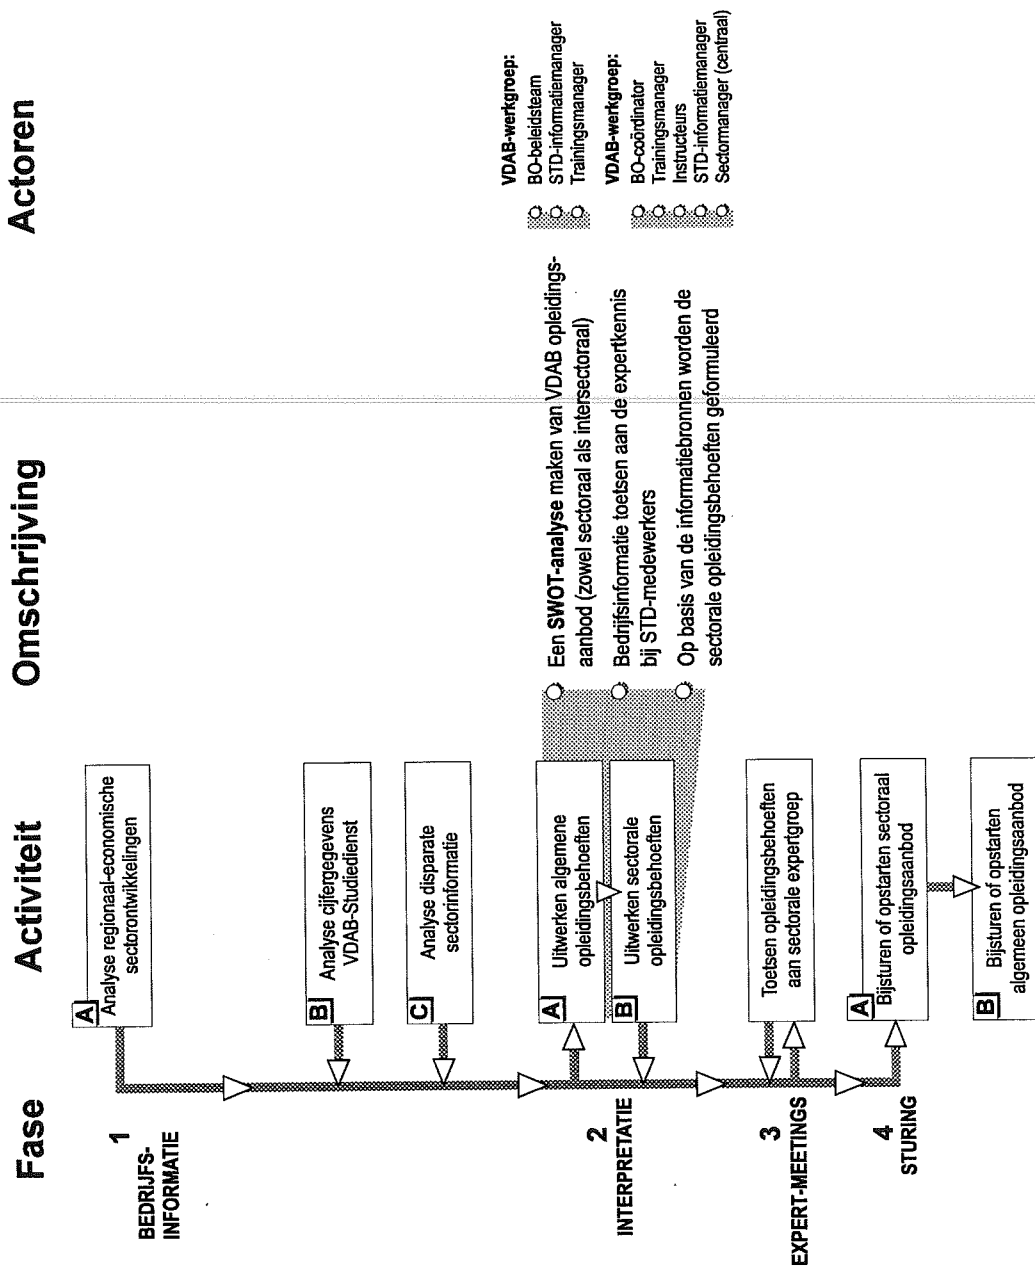 Fase
Activiteit
Omschrijving
Actoren
1
BEDRIJFS-
INFORMATIE
A
Analyse regionaal-economische
sectorontwikkelingen
B
Analyse cijfergegevens
VDAB-Studiedienst
C
Analyse disparate
sectorinformatie
2
INTERPRETATIE
A
Uitwerken algemene
opleidingsbehoeften
B
Uitwerken sectorale
opleidingsbehoeften
Een SWOT-analyse maken van VDAB opleidings-
aanbod (zowel sectoraal als intersectoraal)
Bedrijfsinformatie toetsen aan de expertkennis
bij STD-medewerkers
Op basis van de informatiebronnen worden de
sectorale opleidingsbehoeften geformuleerd
VDAB-werkgroep:
BO-beleidsteam
STD-informatiemanager
Trainingsmanager
VDAB-werkgroep:
BO-coördinator
Trainingsmanager
Instructeurs
STD-informatiemanager
Sectormanager (centraal)
3
EXPERT-MEETINGS
Toetsen opleidingsbehoeften
aan sectorale expertgroep
4
STURING
A
Bijsturen of opstarten sectoraal
opleidingsaanbod
B
Bijsturen of opstarten
algemeen opleidingsaanbod